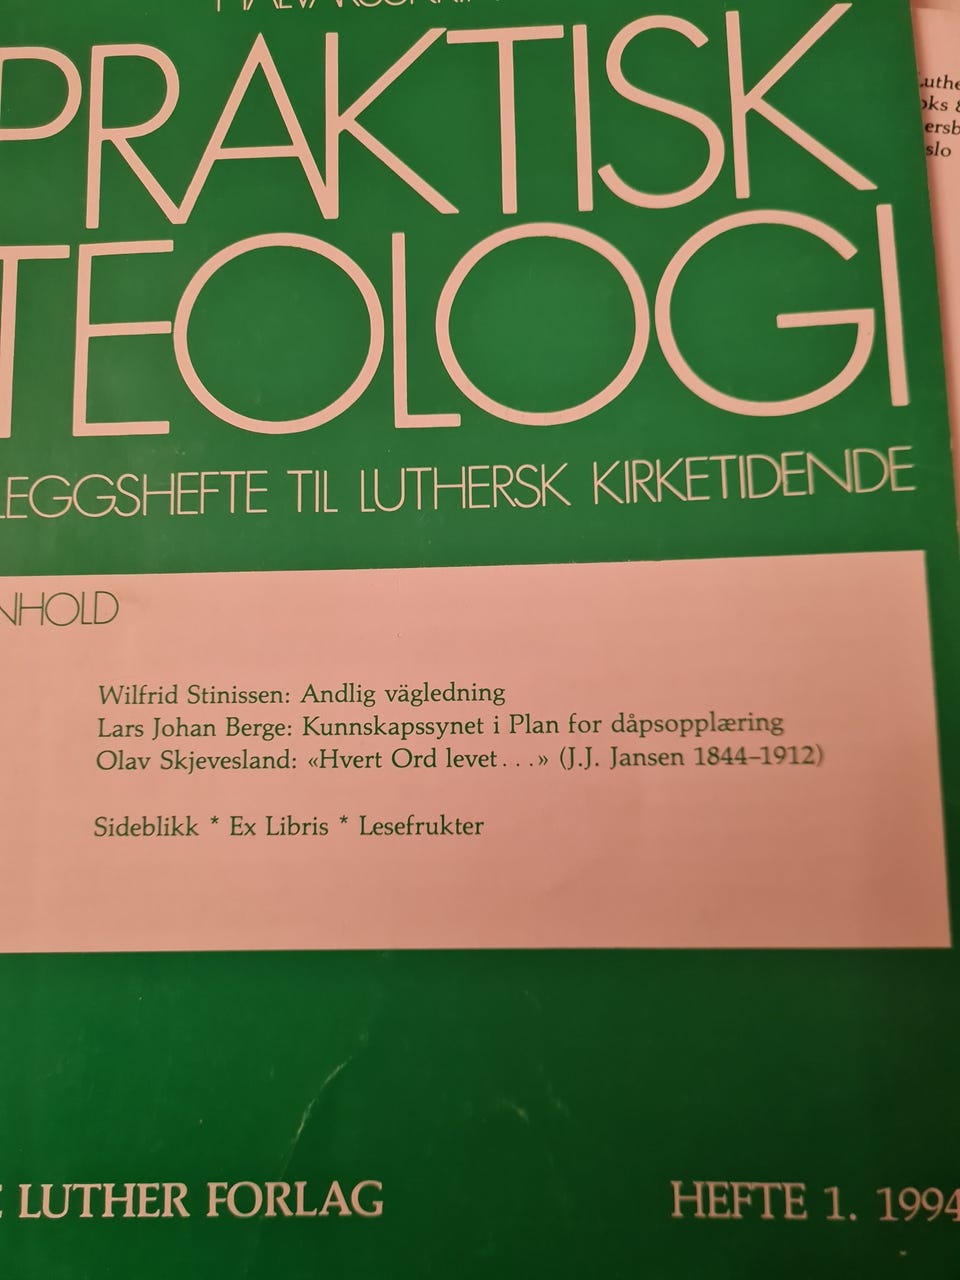 PRAKTISK
TEOLOGI
LEGGSHEFTE TIL LUTHERSK KIRKETIDENDE
NHOLD
Wilfrid Stinissen: Andlig vägledning
Lars Johan Berge: Kunnskapssynet i Plan for dåpsopplæring
Olav Skjevesland: «Hvert Ord levet...» (J.J. Jansen 1844–1912)
Sideblikk * Ex Libris * Lesefrukter
LUTHER FORLAG
HEFTE 1. 1994